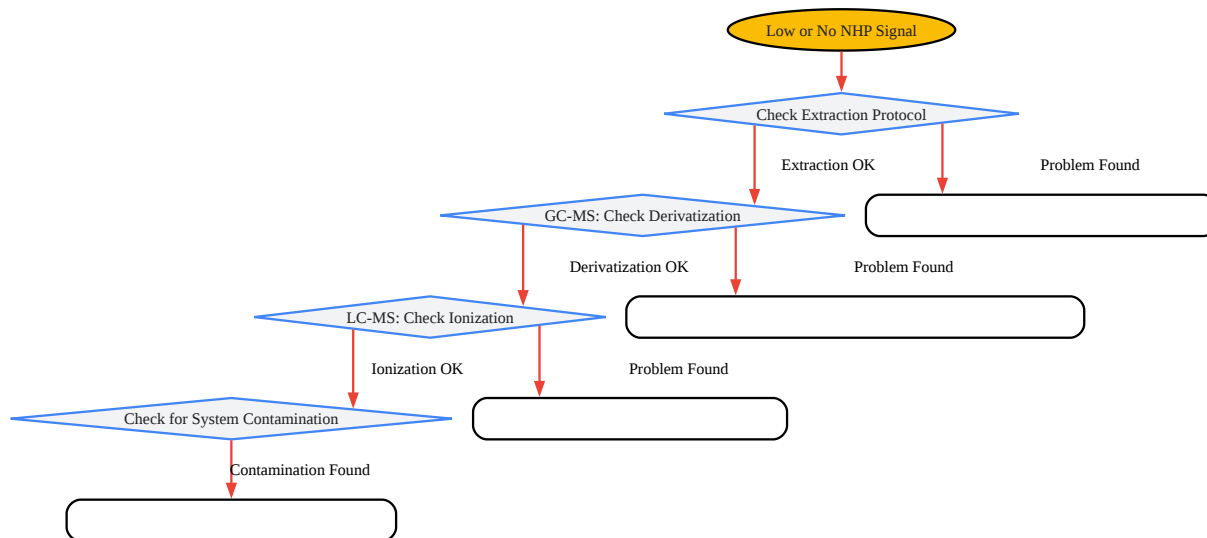 Low or No NHP Signal
Check Extraction Protocol
Extraction OK
Problem Found
GC-MS: Check Derivatization
Derivatization OK
Problem Found
LC-MS: Check Ionization
Ionization OK
Problem Found
Check for System Contamination
Contamination Found